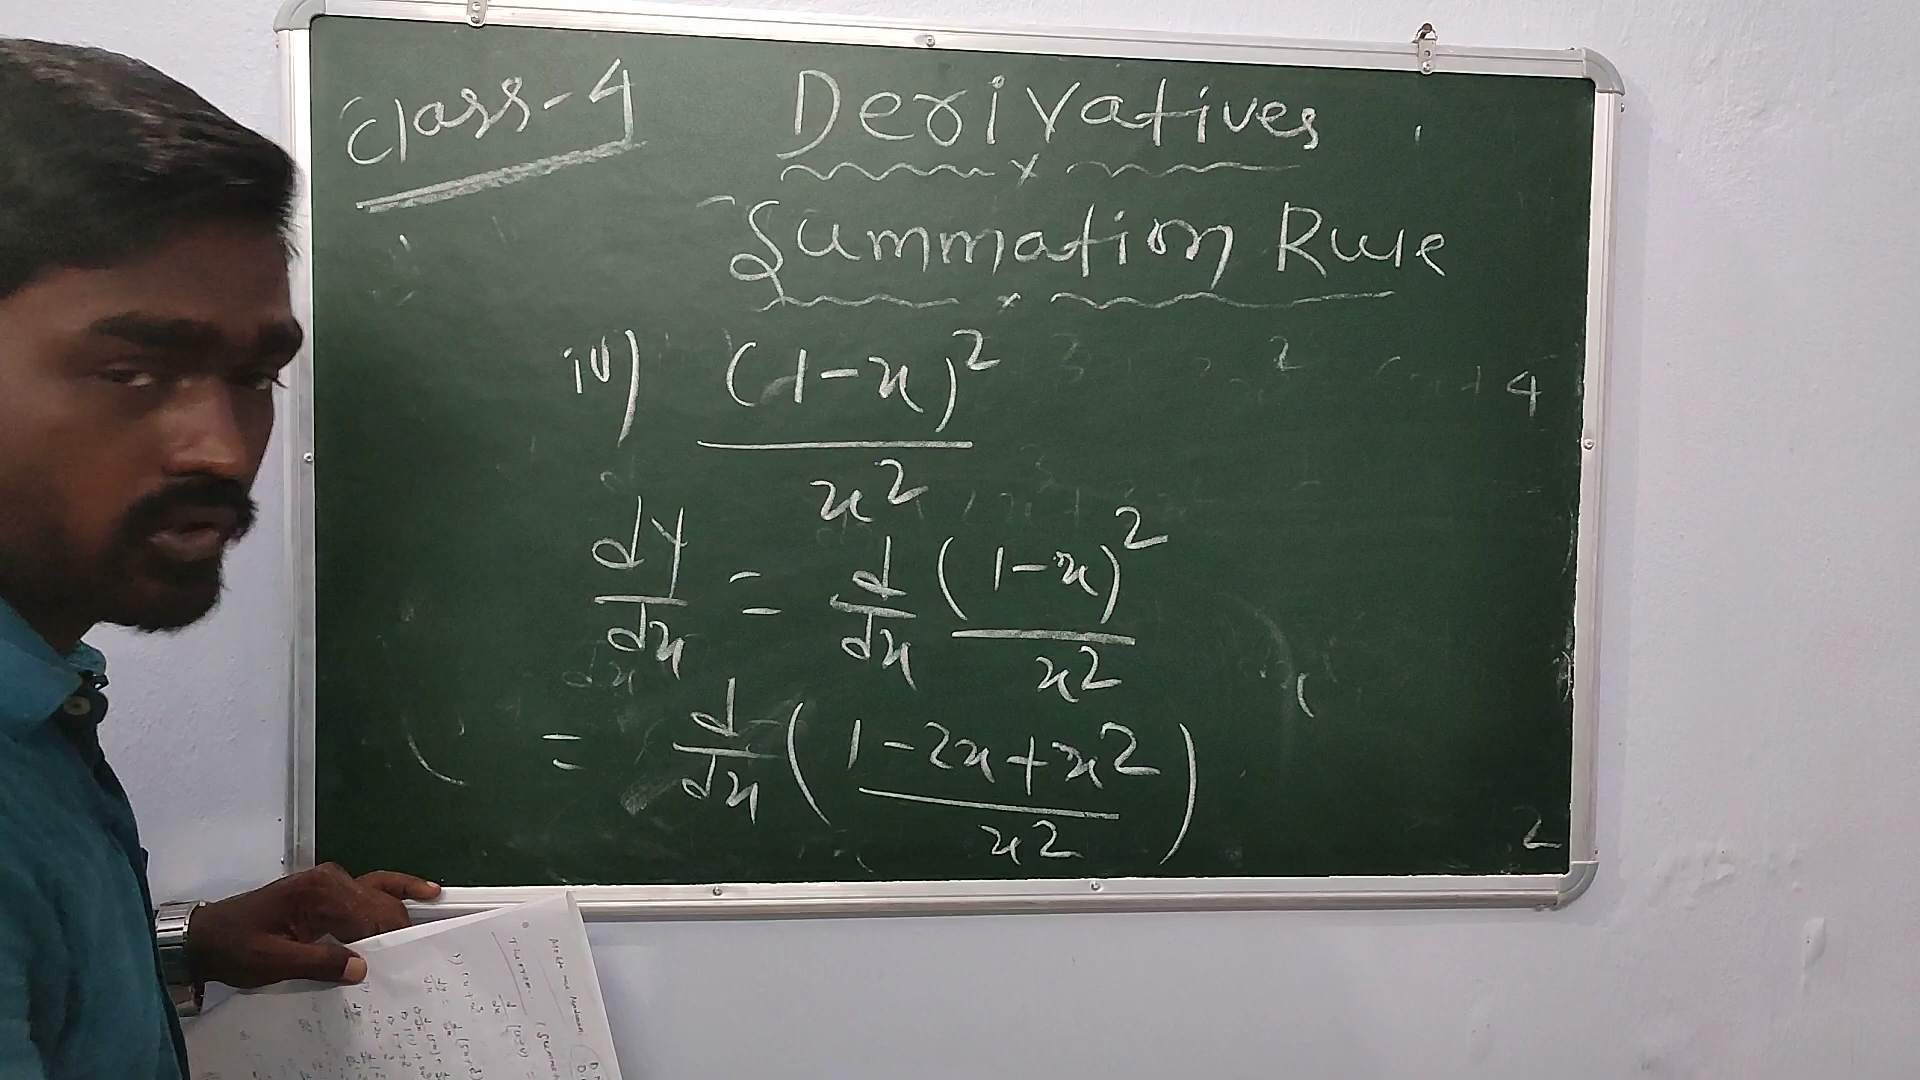 Class-4
Derivatives
Summation Rule
iv) (1-x)²
x²
dy/dx = d/dx (1-x)²/x²
= d/dx (1-2x+x²/x²)